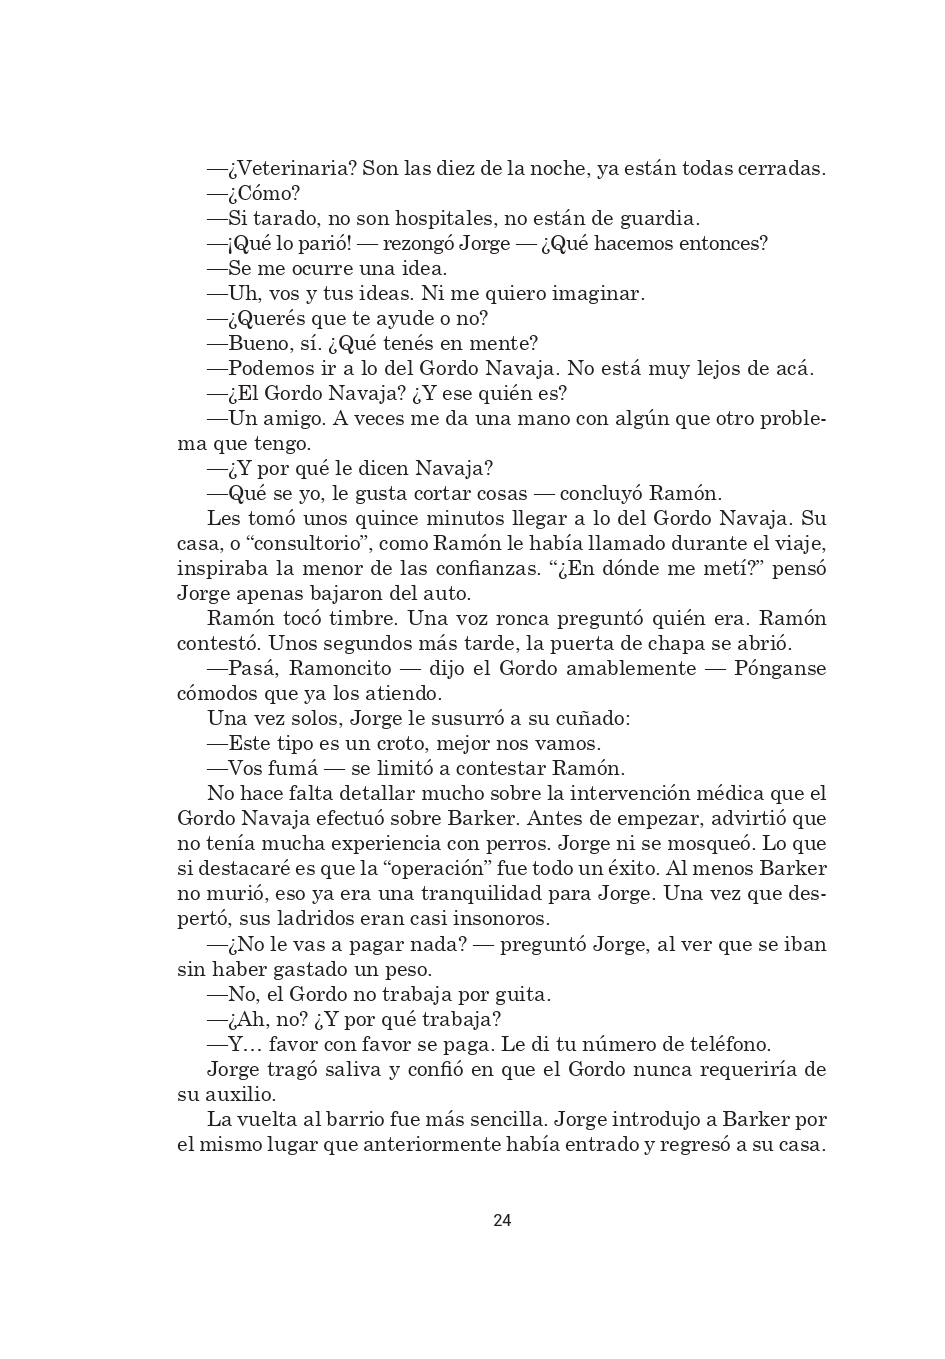 —¿Veterinaria? Son las diez de la noche, ya están todas cerradas.
—¿Cómo?
—Si tarado, no son hospitales, no están de guardia.
—¡Qué lo parió! — rezongó Jorge — ¿Qué hacemos entonces?
—Se me ocurre una idea.
—Uh, vos y tus ideas. Ni me quiero imaginar.
—¿Querés que te ayude o no?
—Bueno, sí. ¿Qué tenés en mente?
—Podemos ir a lo del Gordo Navaja. No está muy lejos de acá.
—¿El Gordo Navaja? ¿Y ese quién es?
—Un amigo. A veces me da una mano con algún que otro proble-
ma que tengo.
—¿Y por qué le dicen Navaja?
—Qué se yo, le gusta cortar cosas — concluyó Ramón.
Les tomó unos quince minutos llegar a lo del Gordo Navaja. Su
casa, o “consultorio”, como Ramón le había llamado durante el viaje,
inspiraba la menor de las confianzas. “¿En dónde me metí?” pensó
Jorge apenas bajaron del auto.
Ramón tocó timbre. Una voz ronca preguntó quién era. Ramón
contestó. Unos segundos más tarde, la puerta de chapa se abrió.
—Pasá, Ramoncito — dijo el Gordo amablemente — Pónganse
cómodos que ya los atiendo.
Una vez solos, Jorge le susurró a su cuñado:
—Este tipo es un croto, mejor nos vamos.
—Vos fumá — se limitó a contestar Ramón.
No hace falta detallar mucho sobre la intervención médica que el
Gordo Navaja efectuó sobre Barker. Antes de empezar, advirtió que
no tenía mucha experiencia con perros. Jorge ni se mosqueó. Lo que
si destacaré es que la “operación” fue todo un éxito. Al menos Barker
no murió, eso ya era una tranquilidad para Jorge. Una vez que des-
pertó, sus ladridos eran casi insonoros.
—¿No le vas a pagar nada? — preguntó Jorge, al ver que se iban
sin haber gastado un peso.
—No, el Gordo no trabaja por guita.
—¿Ah, no? ¿Y por qué trabaja?
—Y… favor con favor se paga. Le di tu número de teléfono.
Jorge tragó saliva y confió en que el Gordo nunca requeriría de
su auxilio.
La vuelta al barrio fue más sencilla. Jorge introdujo a Barker por
el mismo lugar que anteriormente había entrado y regresó a su casa.
24